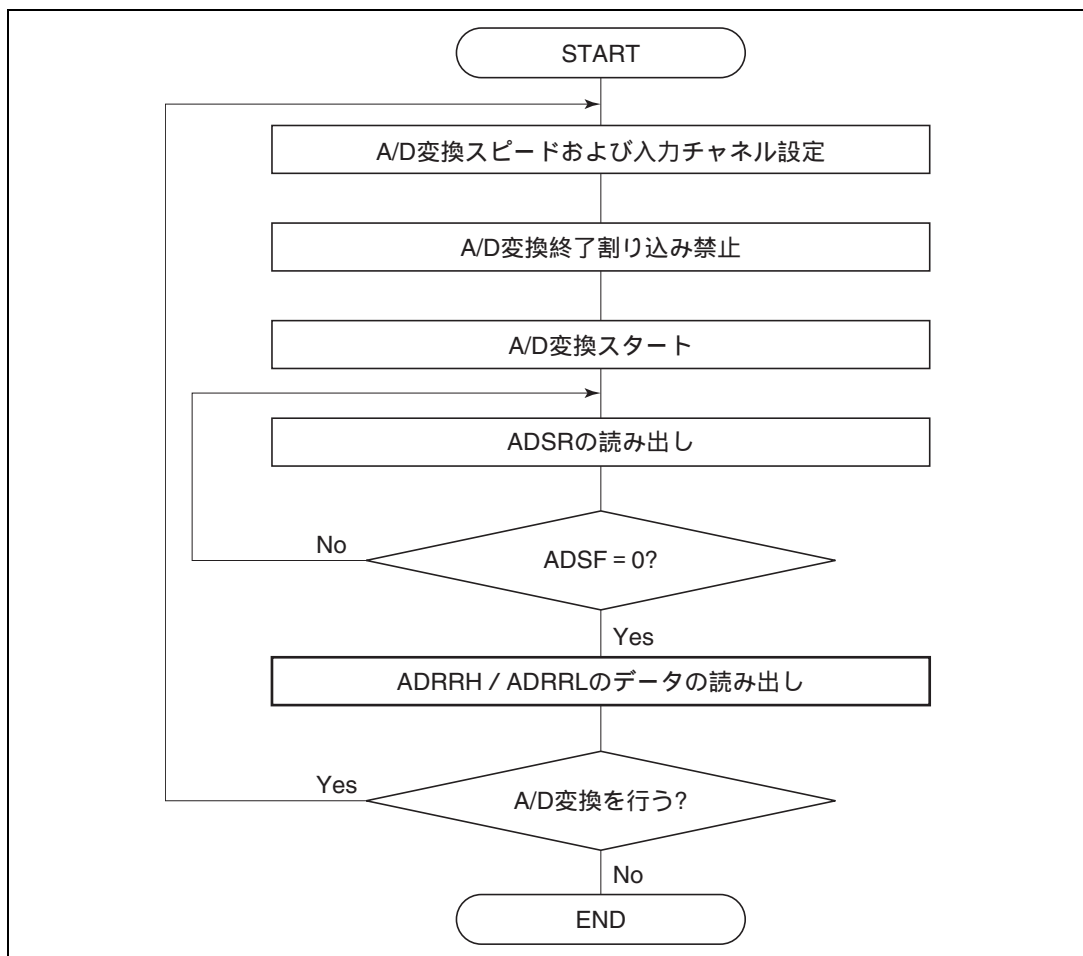 START
A/D変換スピードおよび入力チャネル設定
A/D変換終了割り込み禁止
A/D変換スタート
ADSRの読み出し
No
ADSF = 0?
Yes
ADRRH / ADRRLのデータの読み出し
Yes
A/D変換を行う?
No
END